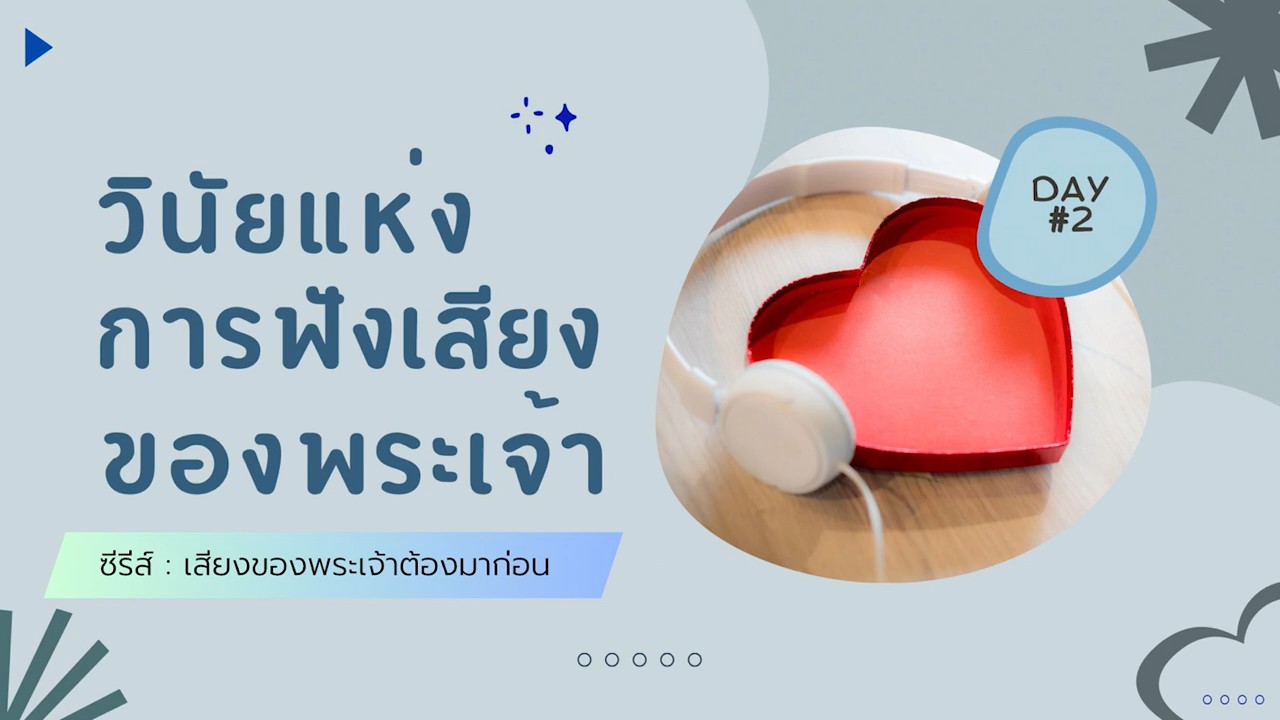 วินัยแห่ง
การฟังเสียง
ของพระเจ้า
ซีรีส์ : เสียงของพระเจ้าต้องมาก่อน
DAY
#2